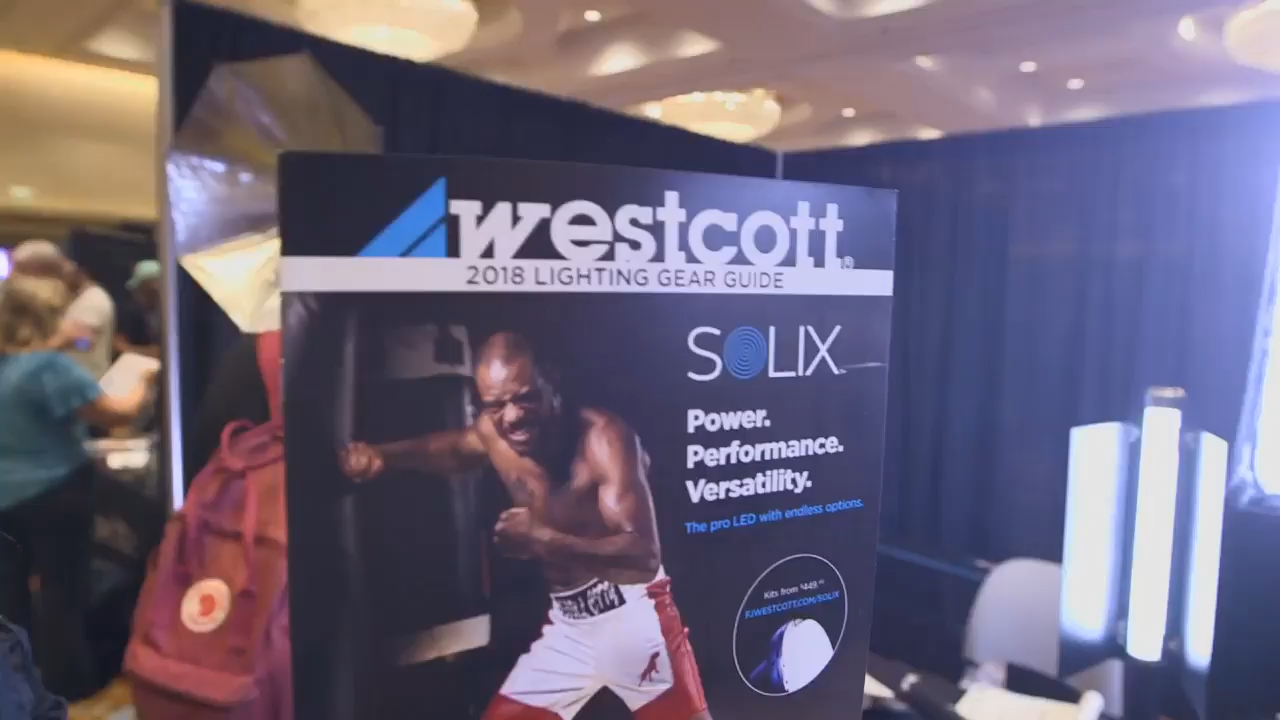 Westcott®
2018 LIGHTING GEAR GUIDE
SOLIX
Power.
Performance.
Versatility.
The pro LED with endless options.
Kits from $449.
FJWESTCOTT.COM/SOLIX